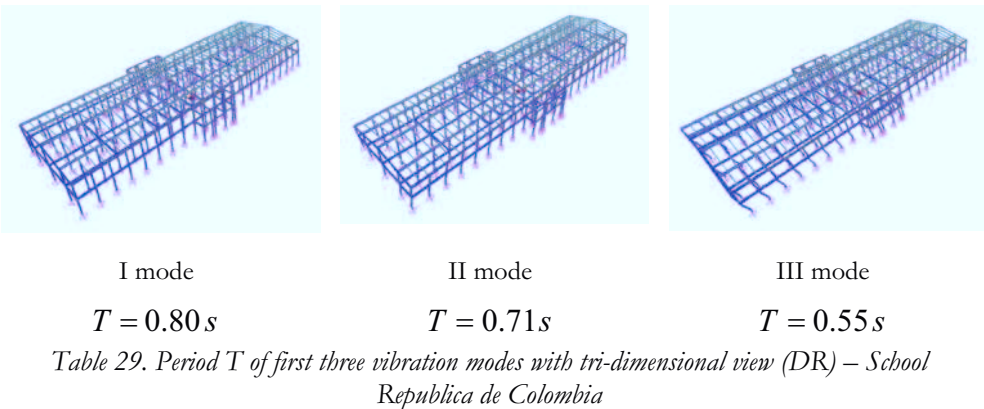 I mode II mode III mode
T = 0.80 s T = 0.71s T = 0.55 s
Table 29. Period T of first three vibration modes with tri-dimensional view (DR) – School
Republica de Colombia